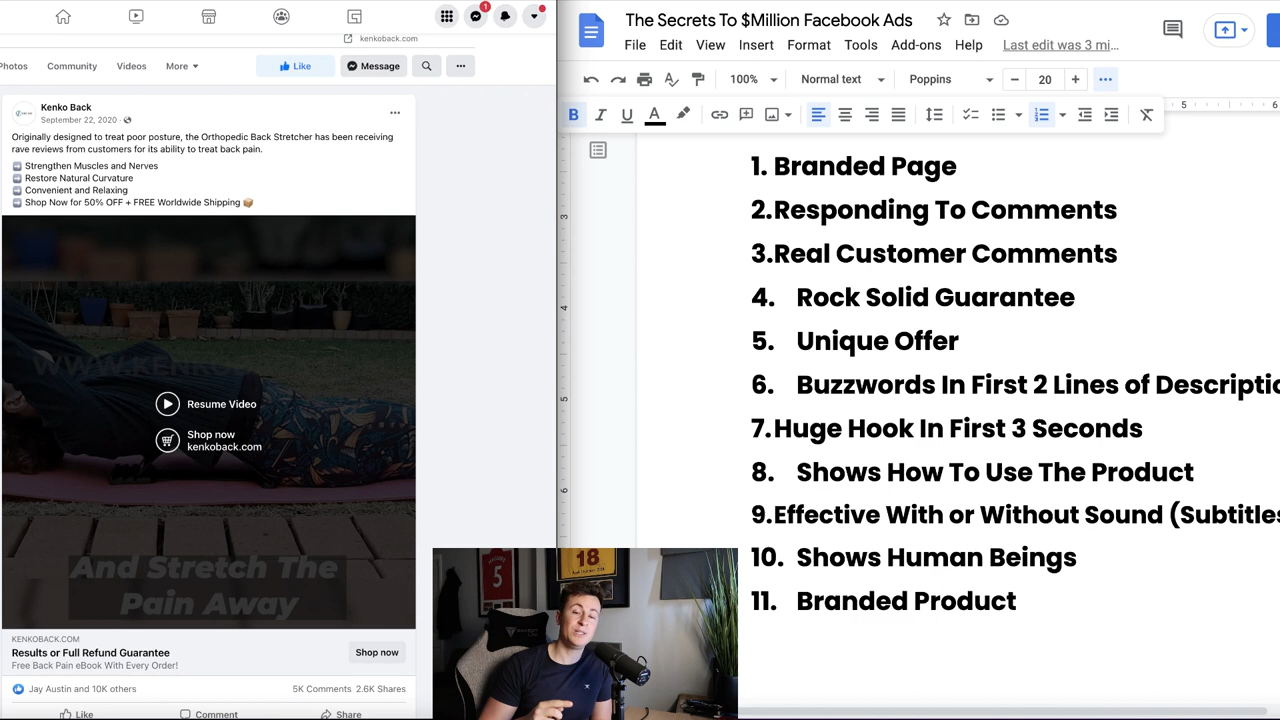 1
kenkoback.com
Photos
Community
Videos
More
Like
Message
Kenko Back
September 22, 2020
Originally designed to treat poor posture, the Orthopedic Back Stretcher has been receiving
rave reviews from customers for its ability to treat back pain.
Strengthen Muscles and Nerves
Restore Natural Curvature
Convenient and Relaxing
Shop Now for 50% OFF + FREE Worldwide Shipping
Resume Video
Shop now
kenkoback.com
And Stretch The
Pain Away
KENKOBACK.COM
Results or Full Refund Guarantee
Free Back Pain eBook With Every Order!
Shop now
Jay Austin and 10K others
5K Comments 2.6K Shares
Like
Comment
Share
The Secrets To $Million Facebook Ads
File Edit View Insert Format Tools Add-ons Help Last edit was 3 mi...
100% Normal text Poppins 20
B I U A
1. Branded Page
2.Responding To Comments
3.Real Customer Comments
4. Rock Solid Guarantee
5. Unique Offer
6. Buzzwords In First 2 Lines of Descriptio
7.Huge Hook In First 3 Seconds
8. Shows How To Use The Product
9.Effective With or Without Sound (Subtitles
10. Shows Human Beings
11. Branded Product
3
4
5
6
5
5
18